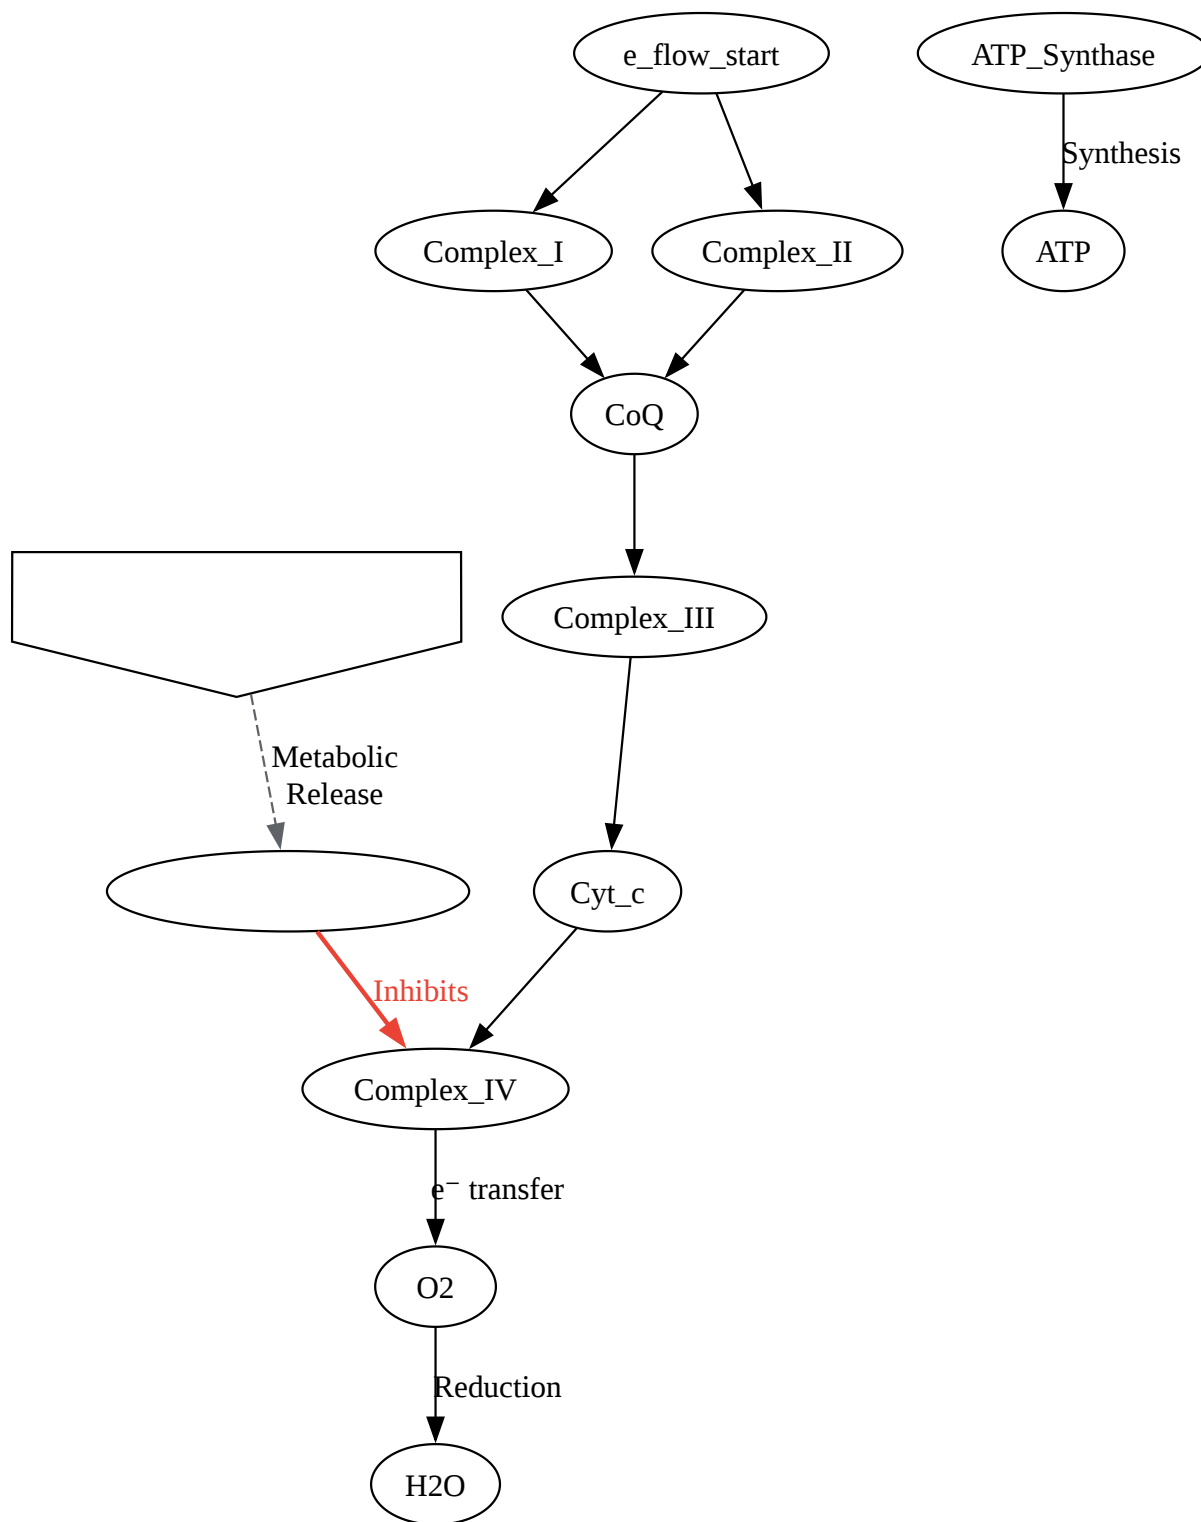 e_flow_start
ATP_Synthase
Synthesis
Complex_I
Complex_II
ATP
CoQ
Complex_III
Metabolic
Release
Cyt_c
Inhibits
Complex_IV
e⁻ transfer
O2
Reduction
H2O